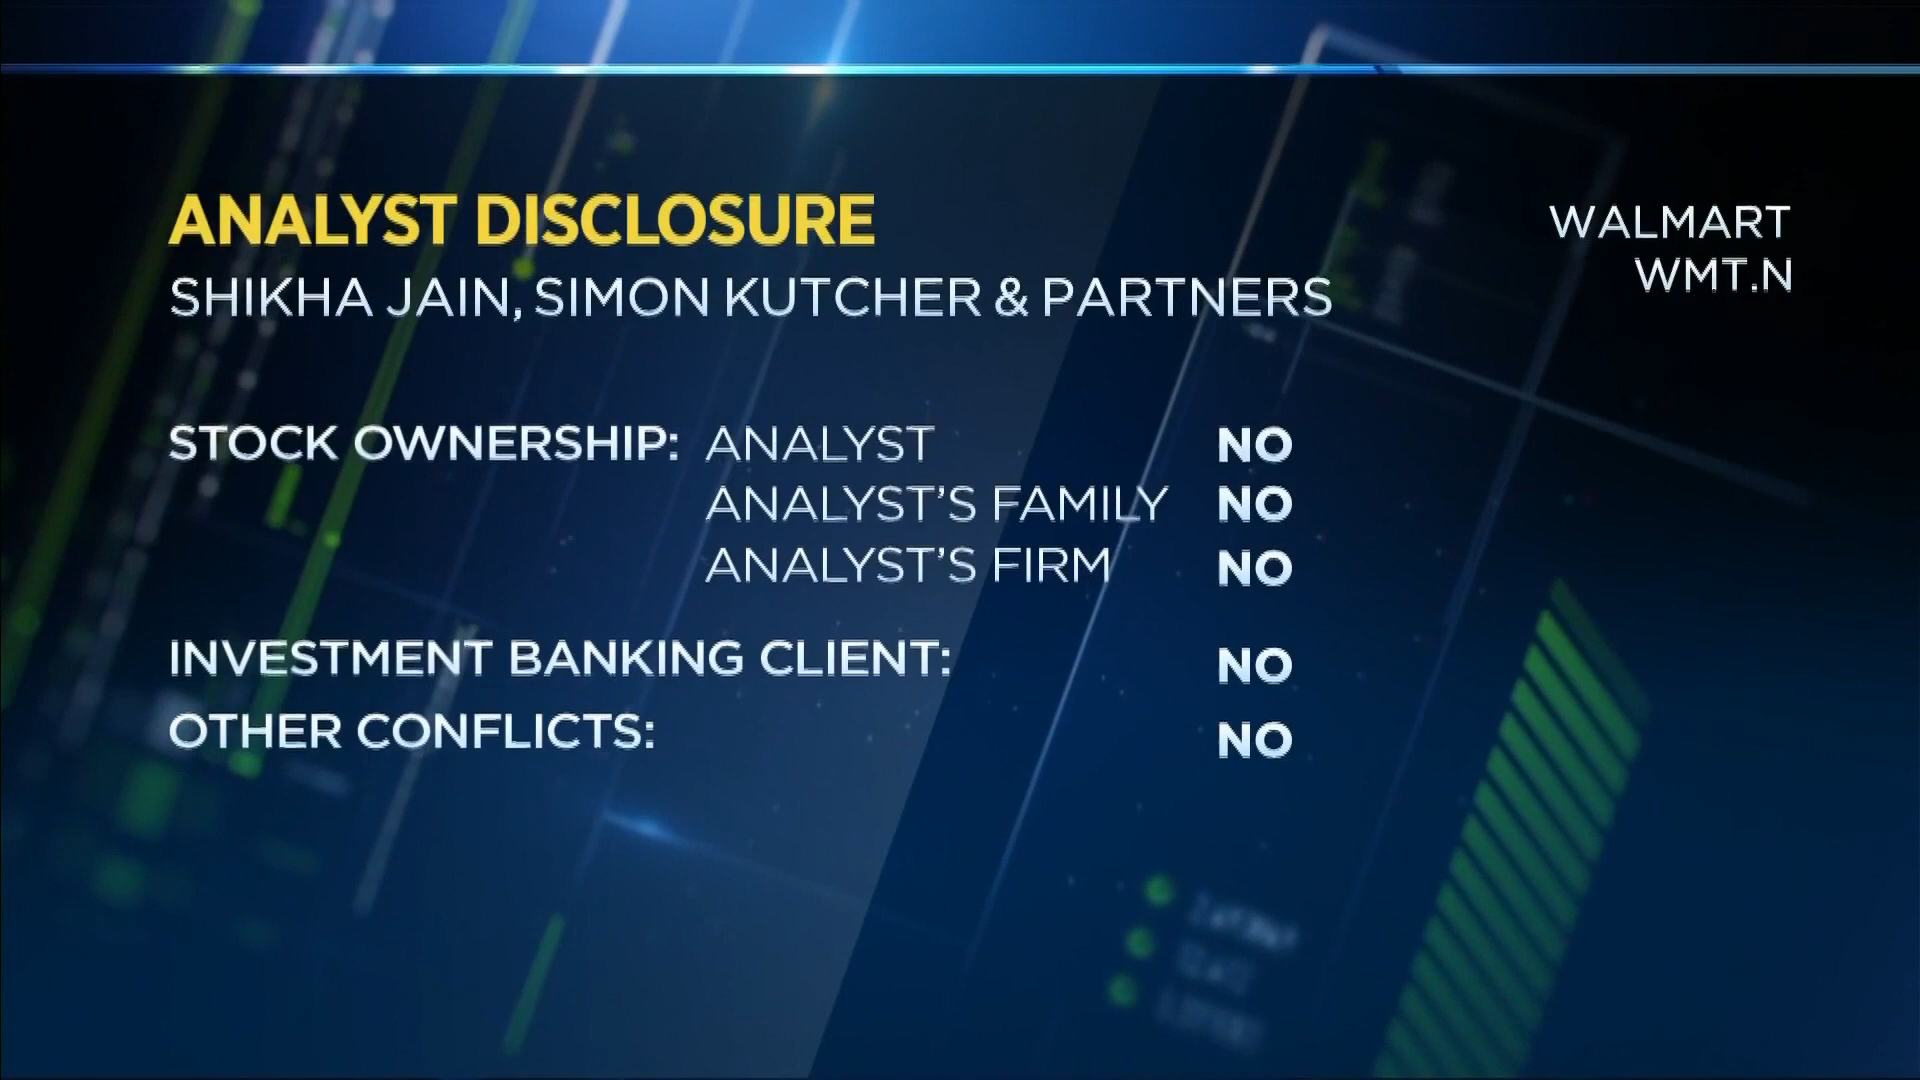 ANALYST DISCLOSURE
SHIKHA JAIN, SIMON KUTCHER & PARTNERS
WALMART
WMT.N
STOCK OWNERSHIP: ANALYST NO
ANALYST'S FAMILY NO
ANALYST'S FIRM NO
INVESTMENT BANKING CLIENT: NO
OTHER CONFLICTS: NO